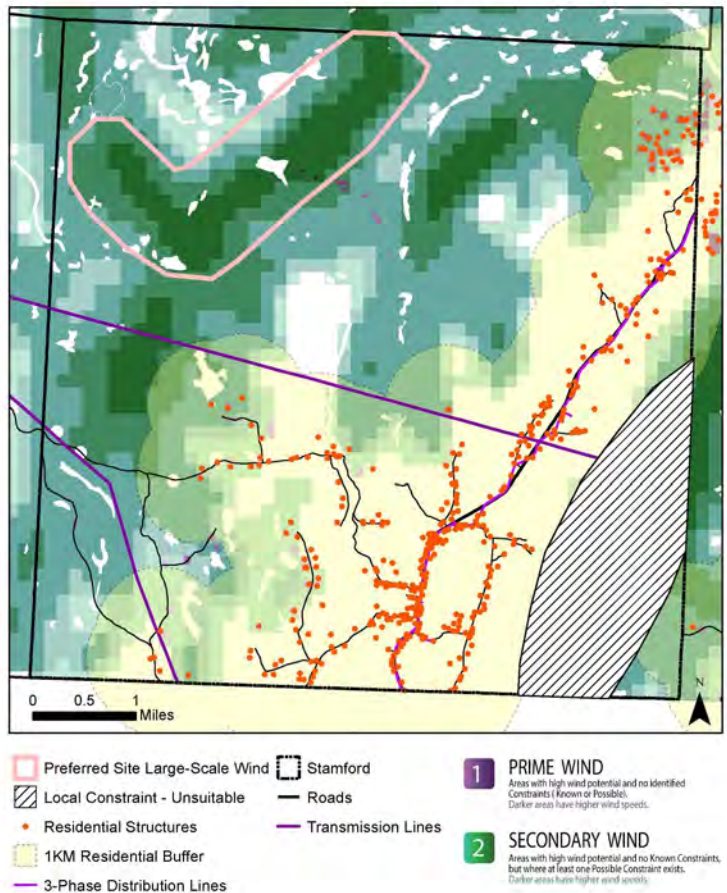 N
0 0.5 1
Miles
Preferred Site Large-Scale Wind
Local Constraint - Unsuitable
Residential Structures
1KM Residential Buffer
3-Phase Distribution Lines
Stamford
Roads
Transmission Lines
1 PRIME WIND
Areas with high wind potential and no identified
Constraints ( Known or Possible).
Darker areas have higher wind speeds.
2 SECONDARY WIND
Areas with high wind potential and no Known Constraints,
but where at least one Possible Constraint exists.
Darker areas have higher wind speeds.